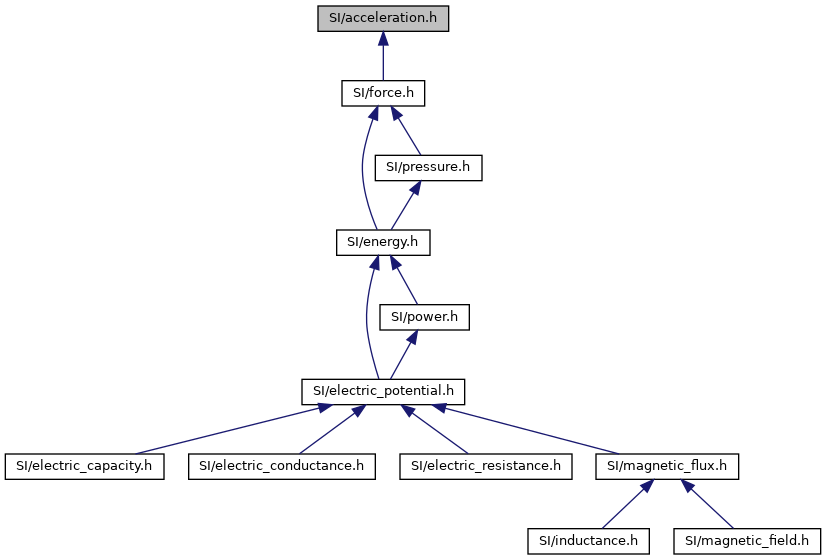 SI/acceleration.h
SI/force.h
SI/pressure.h
SI/energy.h
SI/power.h
SI/electric_potential.h
SI/electric_capacity.h
SI/electric_conductance.h
SI/electric_resistance.h
SI/magnetic_flux.h
SI/inductance.h
SI/magnetic_field.h